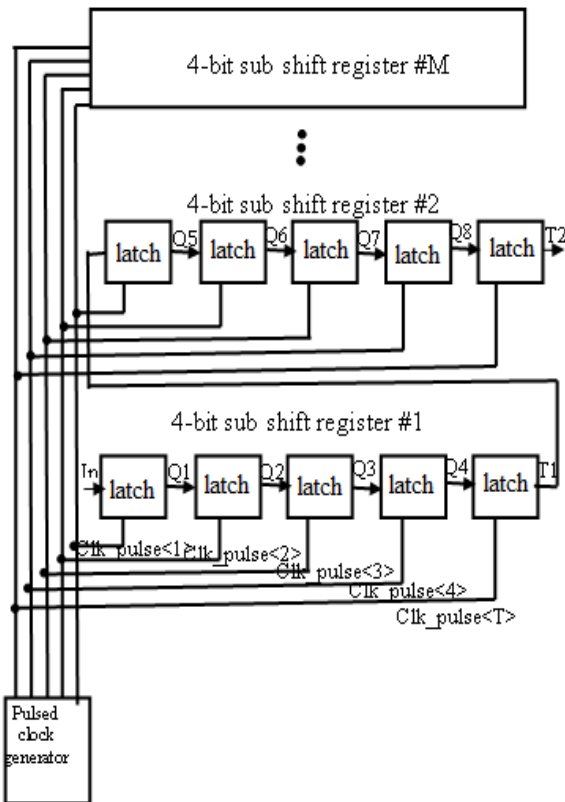 4-bit sub shift register #M
4-bit sub shift register #2
latch Q5 latch Q6 latch Q7 latch Q8 latch T2
4-bit sub shift register #1
In latch Q1 latch Q2 latch Q3 latch Q4 latch T1
Clk_pulse<1>
Clk_pulse<2>
Clk_pulse<3>
Clk_pulse<4>
Clk_pulse<T>
Pulsed
clock
generator